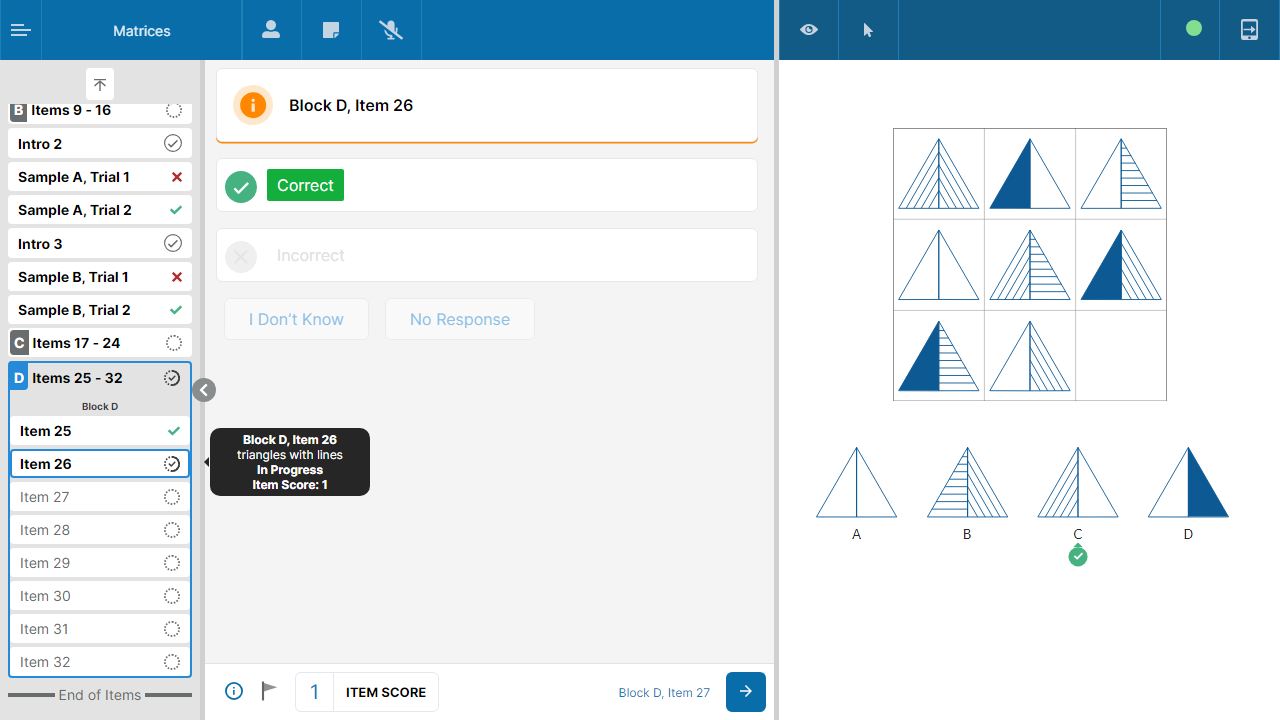 Matrices
B Items 9 - 16
Intro 2
Sample A, Trial 1
Sample A, Trial 2
Intro 3
Sample B, Trial 1
Sample B, Trial 2
C Items 17 - 24
D Items 25 - 32
Block D
Item 25
Item 26
Item 27
Item 28
Item 29
Item 30
Item 31
Item 32
End of Items
Block D, Item 26
Correct
Incorrect
I Don't Know
No Response
Block D, Item 26
triangles with lines
In Progress
Item Score: 1
1 ITEM SCORE
Block D, Item 27
A B C D